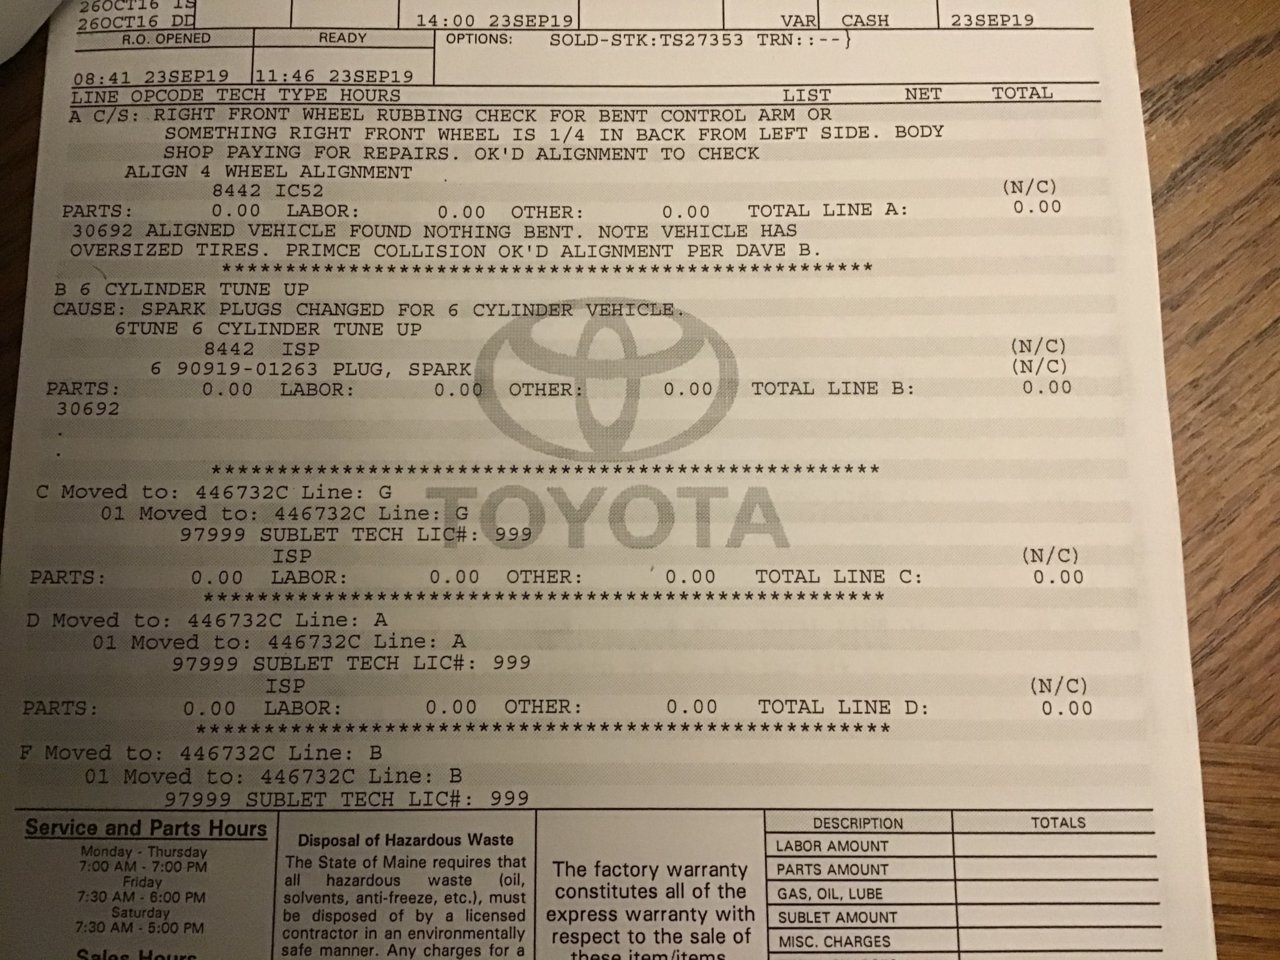 26OCT16 IS
26OCT16 DD 14:00 23SEP19 VAR CASH 23SEP19
R.O. OPENED READY OPTIONS: SOLD-STK:TS27353 TRN::--}
08:41 23SEP19 11:46 23SEP19
LINE OPCODE TECH TYPE HOURS LIST NET TOTAL
A C/S: RIGHT FRONT WHEEL RUBBING CHECK FOR BENT CONTROL ARM OR
SOMETHING RIGHT FRONT WHEEL IS 1/4 IN BACK FROM LEFT SIDE. BODY
SHOP PAYING FOR REPAIRS. OK'D ALIGNMENT TO CHECK
ALIGN 4 WHEEL ALIGNMENT
8442 IC52 (N/C)
PARTS: 0.00 LABOR: 0.00 OTHER: 0.00 TOTAL LINE A: 0.00
30692 ALIGNED VEHICLE FOUND NOTHING BENT. NOTE VEHICLE HAS
OVERSIZED TIRES. PRIMCE COLLISION OK'D ALIGNMENT PER DAVE B.
**************************************************
B 6 CYLINDER TUNE UP
CAUSE: SPARK PLUGS CHANGED FOR 6 CYLINDER VEHICLE.
6TUNE 6 CYLINDER TUNE UP
8442 ISP (N/C)
6 90919-01263 PLUG, SPARK (N/C)
PARTS: 0.00 LABOR: 0.00 OTHER: 0.00 TOTAL LINE B: 0.00
30692
.
.
**************************************************
C Moved to: 446732C Line: G
01 Moved to: 446732C Line: G
TOYOTA
97999 SUBLET TECH LIC#: 999
ISP (N/C)
PARTS: 0.00 LABOR: 0.00 OTHER: 0.00 TOTAL LINE C: 0.00
**************************************************
D Moved to: 446732C Line: A
01 Moved to: 446732C Line: A
97999 SUBLET TECH LIC#: 999
ISP (N/C)
PARTS: 0.00 LABOR: 0.00 OTHER: 0.00 TOTAL LINE D: 0.00
**************************************************
F Moved to: 446732C Line: B
01 Moved to: 446732C Line: B
97999 SUBLET TECH LIC#: 999
Service and Parts Hours
Monday - Thursday
7:00 AM - 7:00 PM
Friday
7:30 AM - 6:00 PM
Saturday
7:30 AM - 5:00 PM
Sales Hours
Disposal of Hazardous Waste
The State of Maine requires that
all hazardous waste (oil,
solvents, anti-freeze, etc.), must
be disposed of by a licensed
contractor in an environmentally
safe manner. Any charges for a
The factory warranty
constitutes all of the
express warranty with
respect to the sale of
these item/items
DESCRIPTION TOTALS
LABOR AMOUNT
PARTS AMOUNT
GAS, OIL, LUBE
SUBLET AMOUNT
MISC. CHARGES